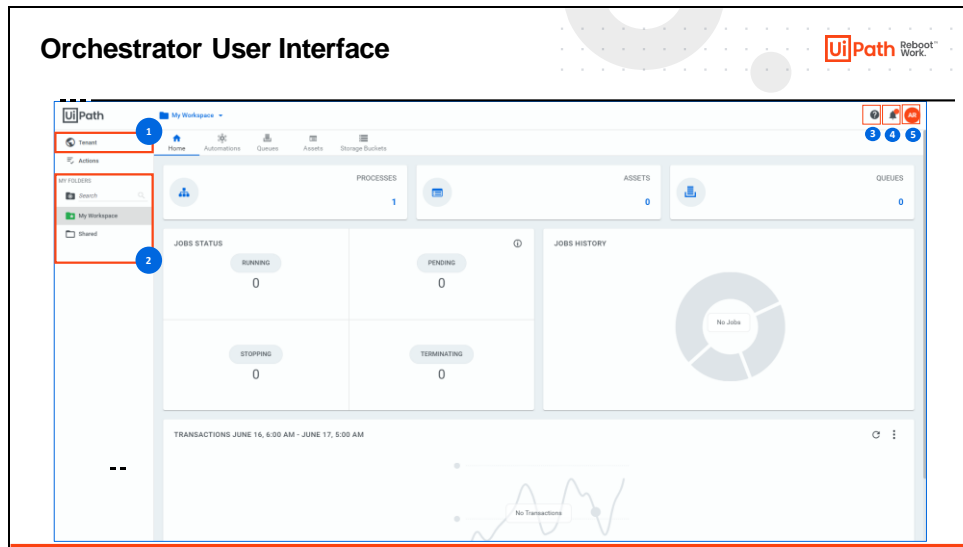 Orchestrator User Interface
UiPath Reboot Work.™
UiPath
My Workspace
1
3 4 5
AR
Tenant
Actions
Home Automations Queues Assets Storage Buckets
MY FOLDERS
Search
My Workspace
Shared
2
PROCESSES
1
ASSETS
0
QUEUES
0
JOBS STATUS
RUNNING
0
PENDING
0
STOPPING
0
TERMINATING
0
JOBS HISTORY
No Jobs
TRANSACTIONS JUNE 16, 6:00 AM - JUNE 17, 5:00 AM
No Transactions